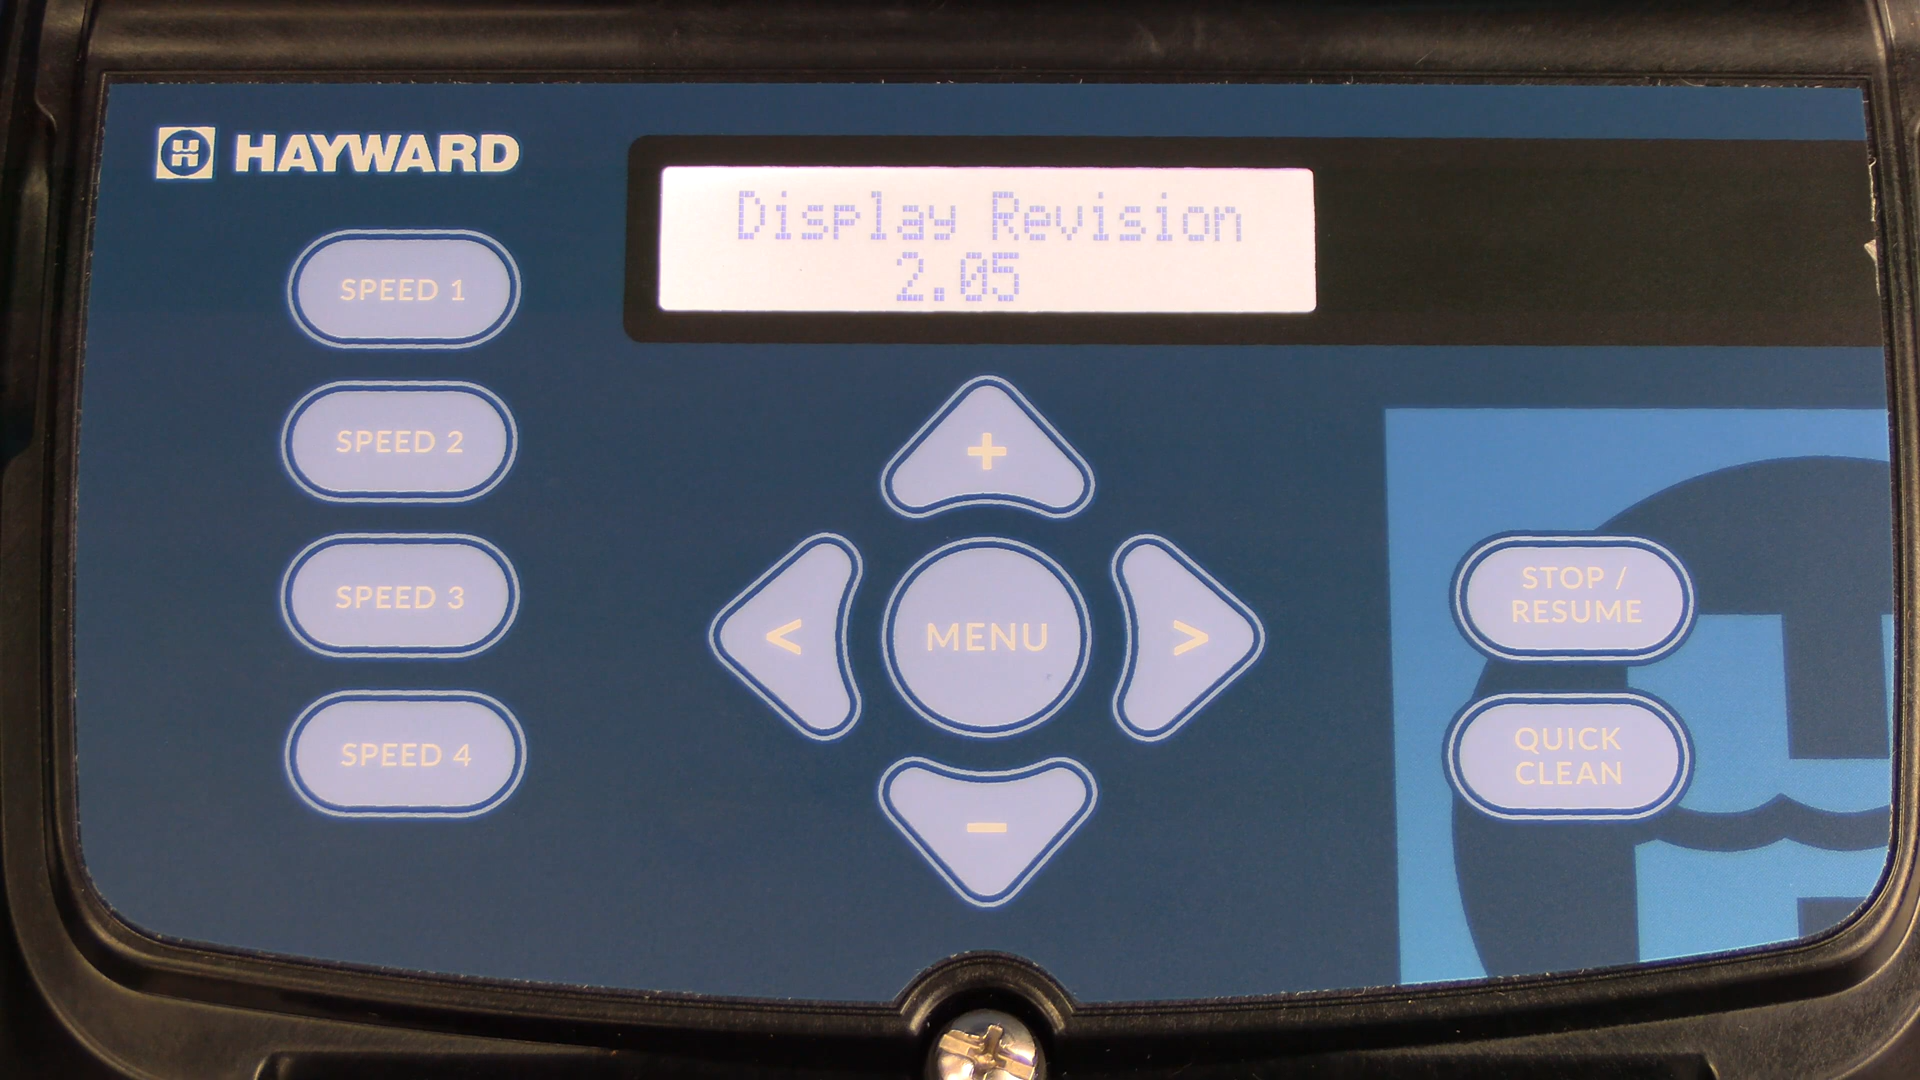 HAYWARD
Display Revision
2.05
SPEED 1
SPEED 2
SPEED 3
SPEED 4
+
<
MENU
>
-
STOP /
RESUME
QUICK
CLEAN